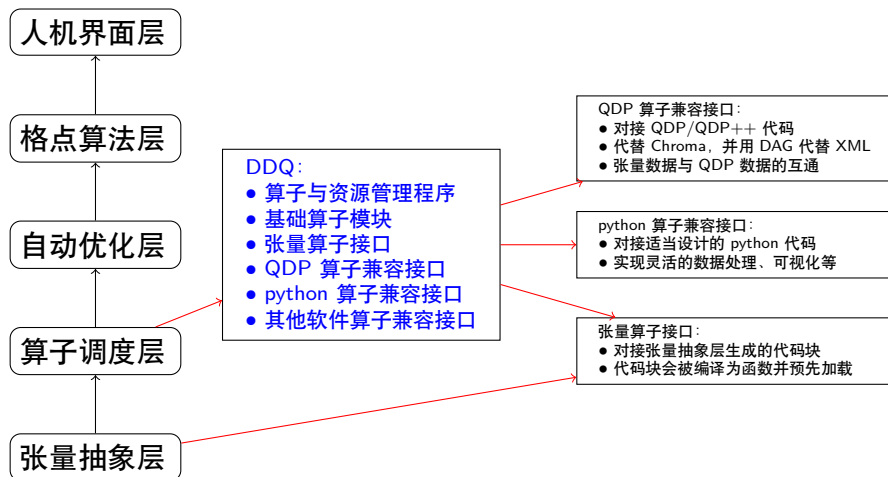 人机界面层
格点算法层
自动优化层
算子调度层
张量抽象层
DDQ:
● 算子与资源管理程序
● 基础算子模块
● 张量算子接口
● QDP 算子兼容接口
● python 算子兼容接口
● 其他软件算子兼容接口
QDP 算子兼容接口:
● 对接 QDP/QDP++ 代码
● 代替 Chroma，并用 DAG 代替 XML
● 张量数据与 QDP 数据的互通
python 算子兼容接口:
● 对接适当设计的 python 代码
● 实现灵活的数据处理、可视化等
张量算子接口:
● 对接张量抽象层生成的代码块
● 代码块会被编译为函数并预先加载